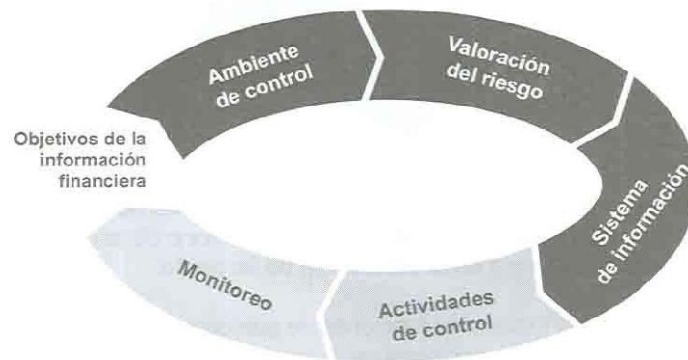 Objetivos de la
información
financiera
Ambiente
de control
Valoración
del riesgo
Sistema
de información
Actividades
de control
Monitoreo